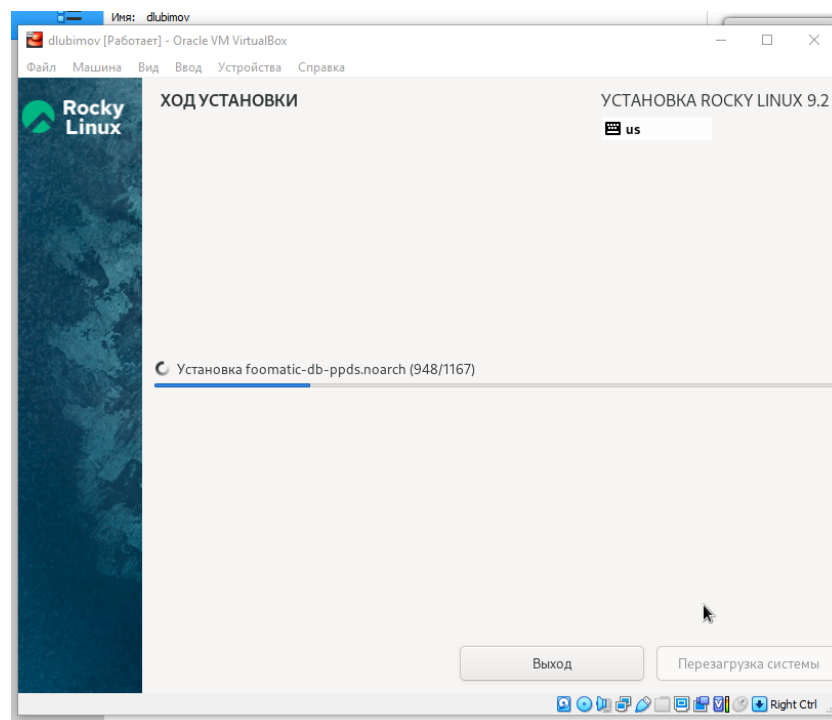 Имя: dlubimov
dlubimov [Работает] - Oracle VM VirtualBox
Файл Машина Вид Ввод Устройства Справка
Rocky
Linux
ХОД УСТАНОВКИ
УСТАНОВКА ROCKY LINUX 9.2
us
Установка foomatic-db-ppds.noarch (948/1167)
Выход
Перезагрузка системы
Right Ctrl